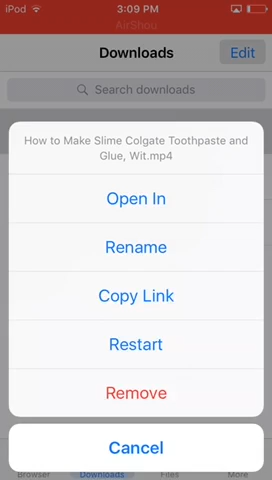 iPod 3:09 PM
AirShou
Downloads Edit
Search downloads
How to Make Slime Colgate Toothpaste and
Glue, Wit.mp4
Open In
Rename
Copy Link
Restart
Remove
Cancel
Browser Downloads Files More